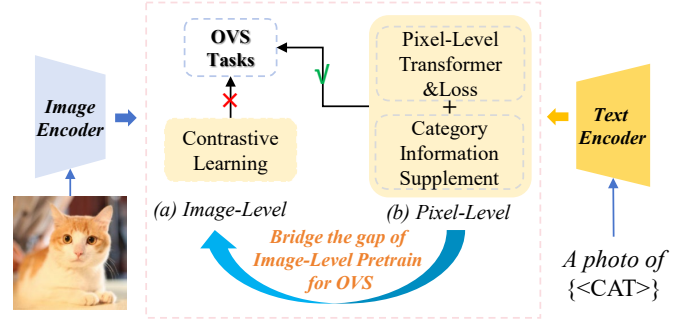 Image
Encoder
OVS
Tasks
√
×
Contrastive
Learning
(a) Image-Level
Pixel-Level
Transformer
&Loss
+
Category
Information
Supplement
(b) Pixel-Level
Bridge the gap of
Image-Level Pretrain
for OVS
Text
Encoder
A photo of
{<CAT>}